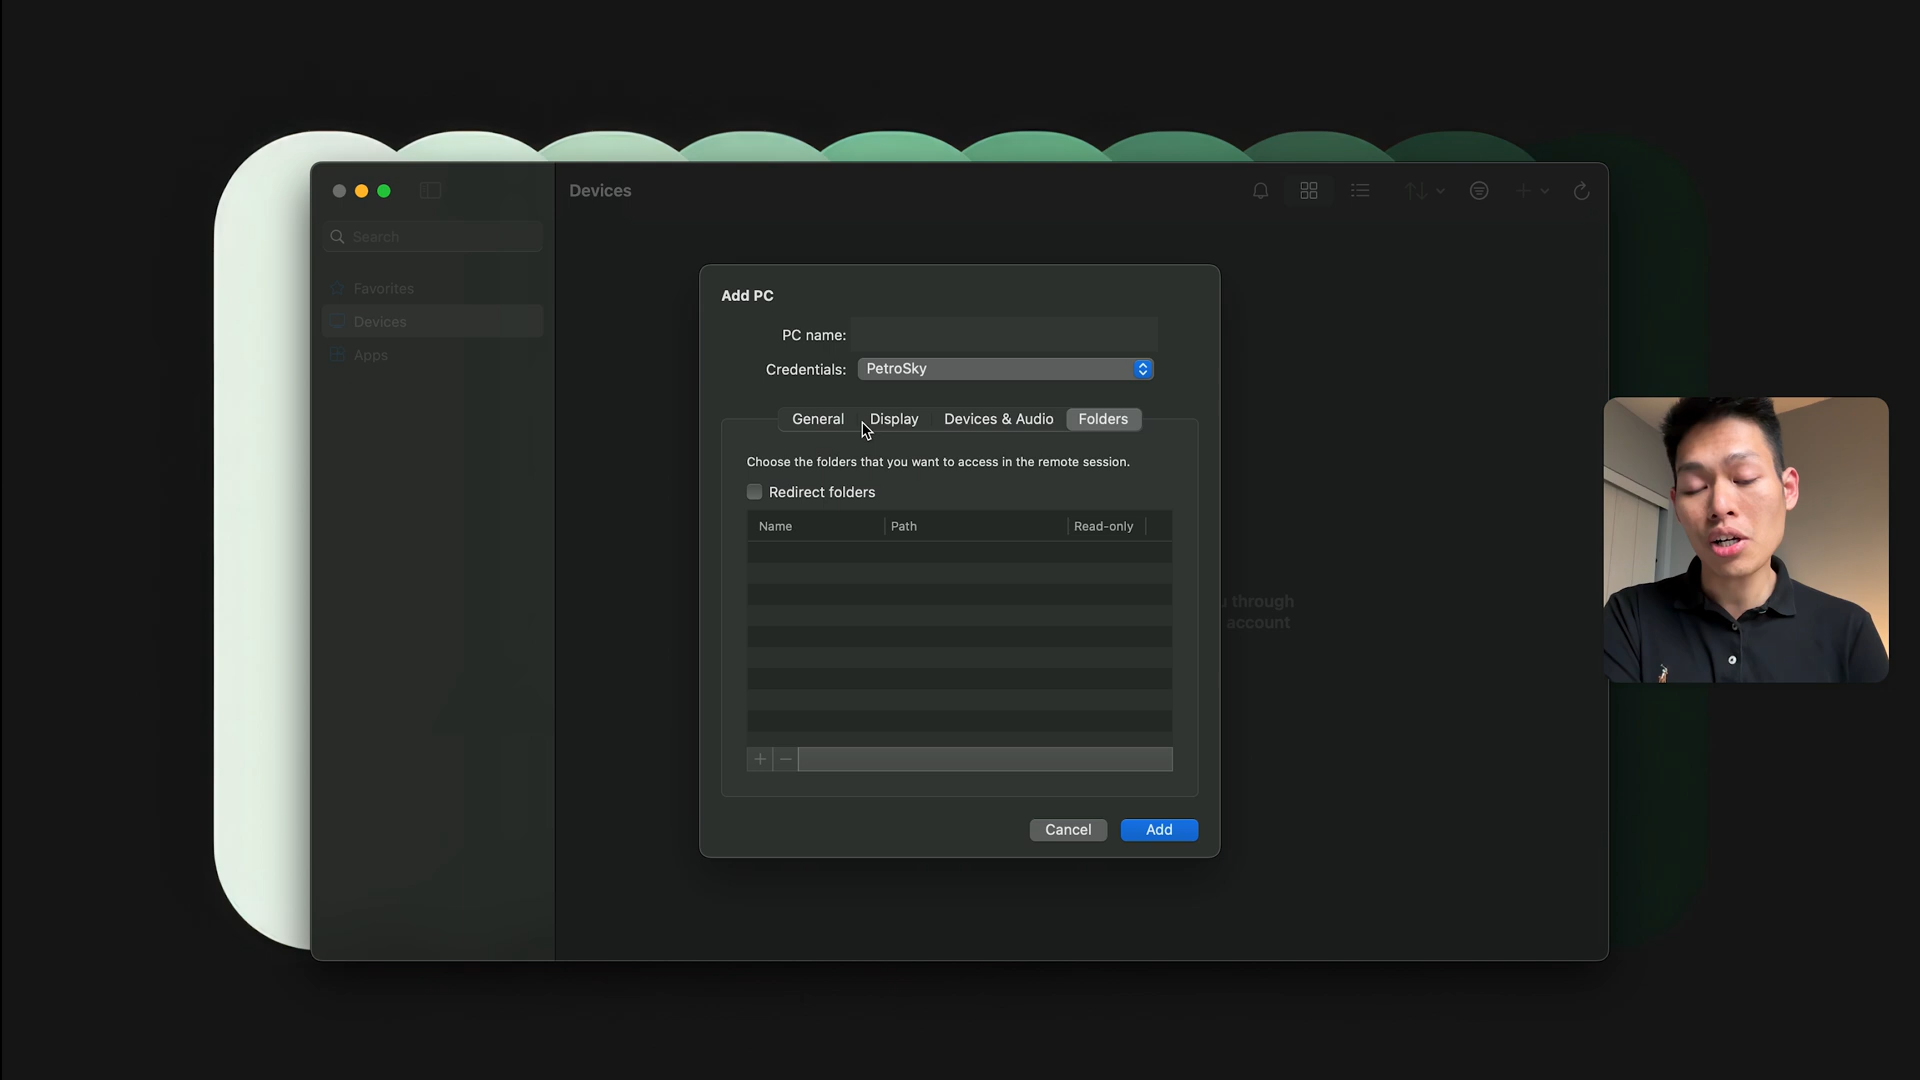 Devices
Search
Favorites
Devices
Apps
Add PC
PC name:
Credentials: PetroSky
General Display Devices & Audio Folders
Choose the folders that you want to access in the remote session.
Redirect folders
Name Path Read-only
through
account
Cancel Add